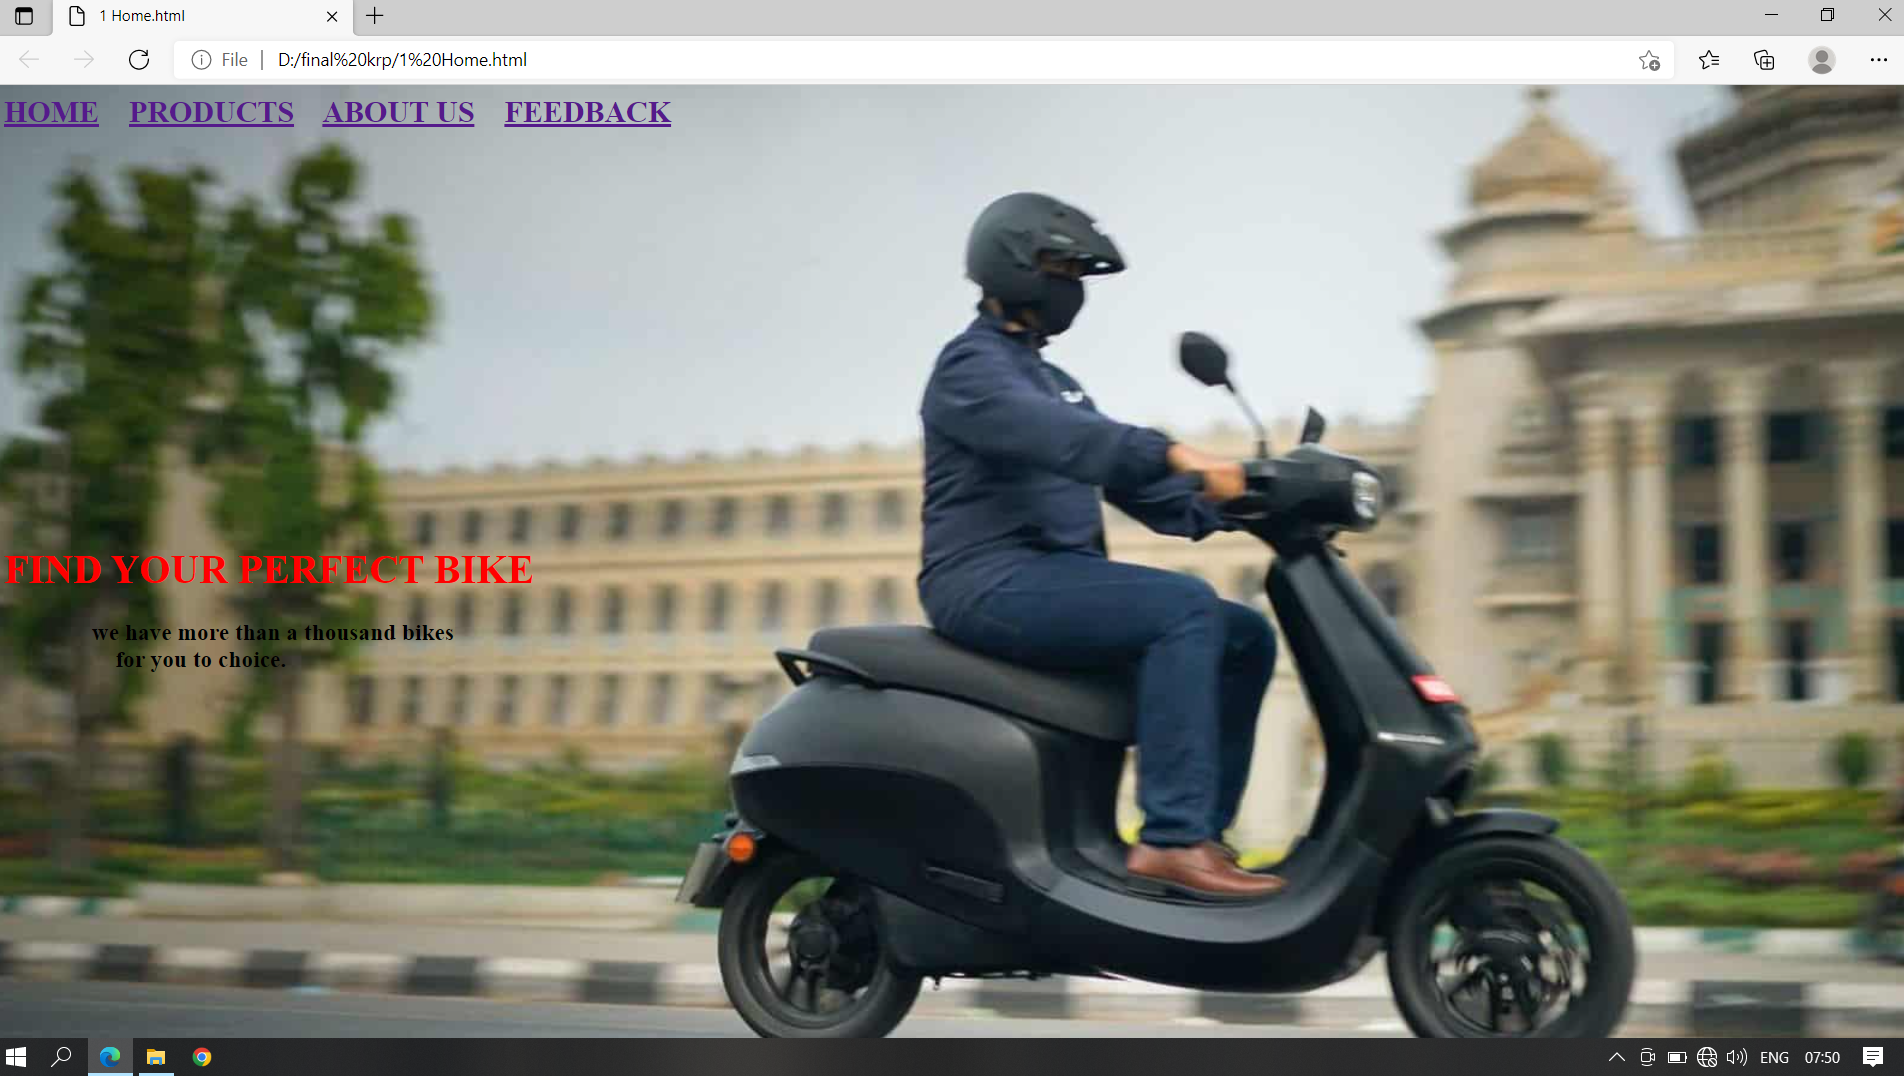 1 Home.html
File | D:/final%20krp/1%20Home.html
HOME PRODUCTS ABOUT US FEEDBACK
FIND YOUR PERFECT BIKE
we have more than a thousand bikes
for you to choice.
ENG 07:50